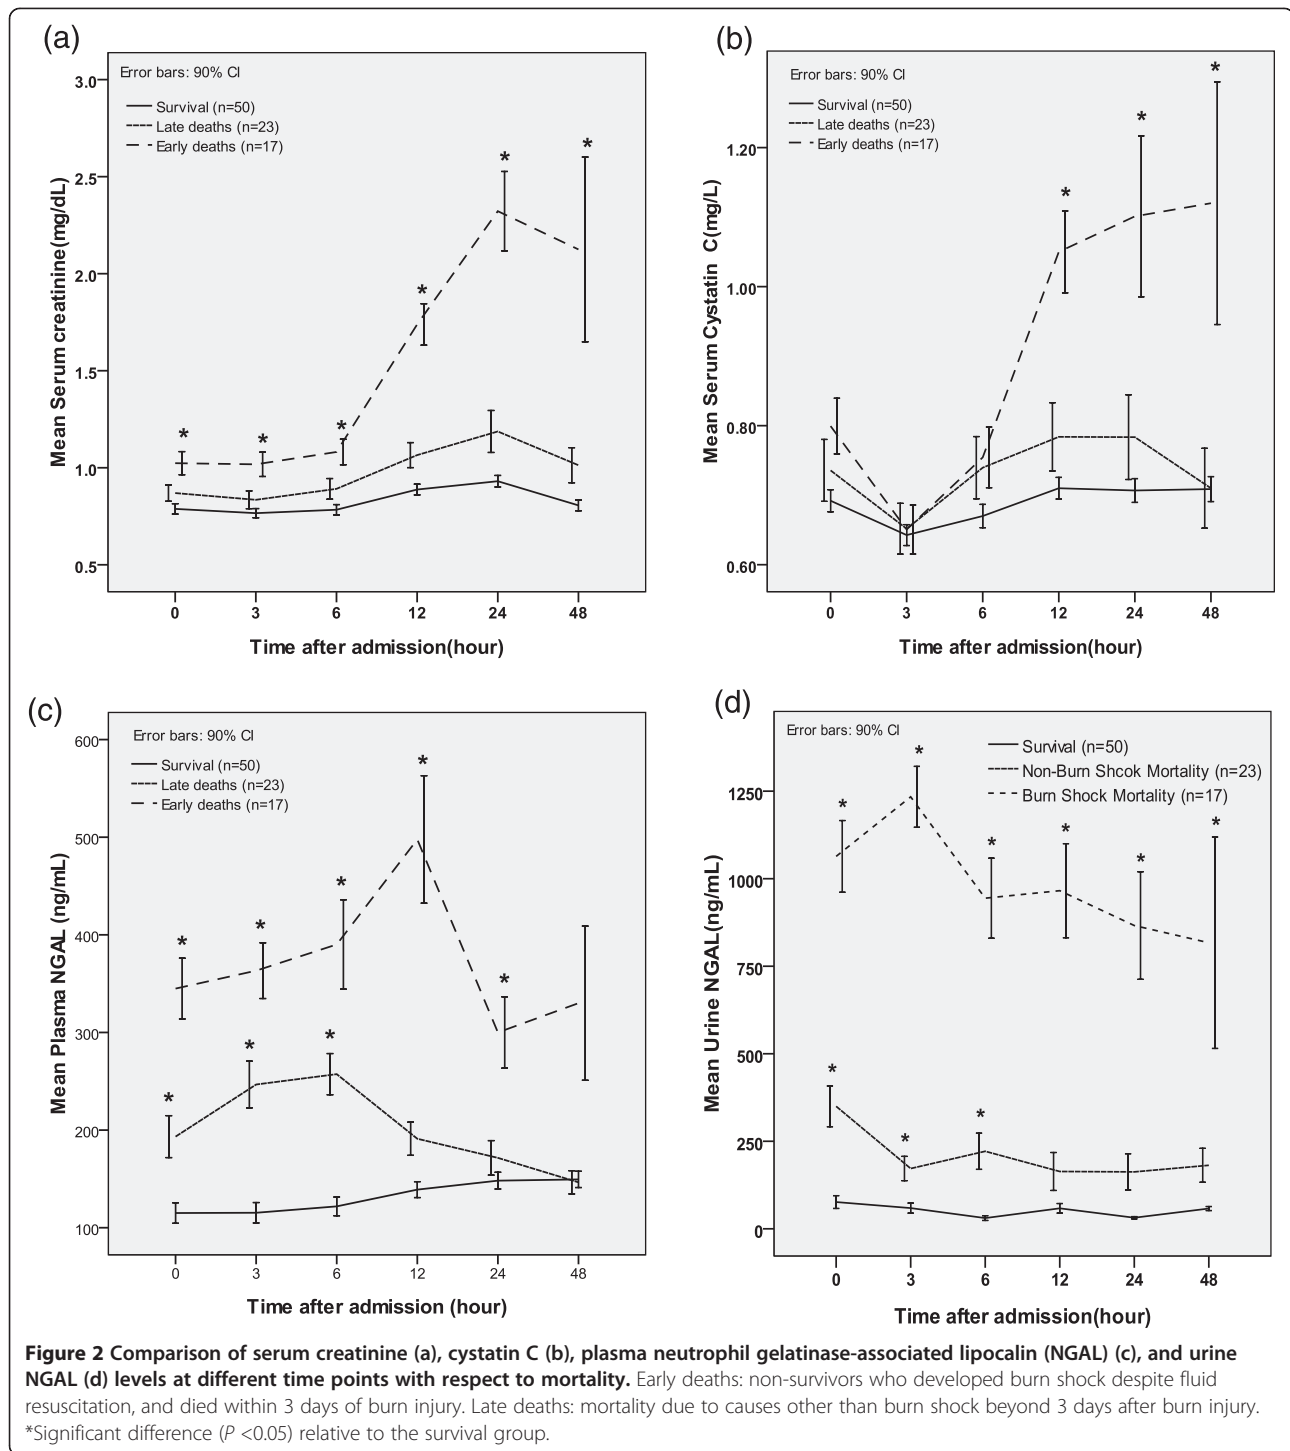 (a)
Error bars: 90% CI
Survival (n=50)
Late deaths (n=23)
Early deaths (n=17)
Mean Serum creatinine(mg/dL)
3.0
2.5
2.0
1.5
1.0
0.5
*
*
*
*
*
*
0 3 6 12 24 48
Time after admission(hour)
(b)
Error bars: 90% CI
Survival (n=50)
Late deaths (n=23)
Early deaths (n=17)
Mean Serum Cystatin C(mg/L)
1.20
1.00
0.80
0.60
*
*
*
0 3 6 12 24 48
Time after admission(hour)
(c)
Error bars: 90% CI
Survival (n=50)
Late deaths (n=23)
Early deaths (n=17)
Mean Plasma NGAL (ng/mL)
600
500
400
300
200
100
*
*
*
*
*
*
*
*
0 3 6 12 24 48
Time after admission (hour)
(d)
Error bars: 90% CI
Survival (n=50)
Non-Burn Shcok Mortality (n=23)
Burn Shock Mortality (n=17)
Mean Urine NGAL(ng/mL)
1250
1000
750
500
250
0
*
*
*
*
*
*
*
*
*
0 3 6 12 24 48
Time after admission(hour)
Figure 2 Comparison of serum creatinine (a), cystatin C (b), plasma neutrophil gelatinase-associated lipocalin (NGAL) (c), and urine
NGAL (d) levels at different time points with respect to mortality. Early deaths: non-survivors who developed burn shock despite fluid
resuscitation, and died within 3 days of burn injury. Late deaths: mortality due to causes other than burn shock beyond 3 days after burn injury.
*Significant difference (P <0.05) relative to the survival group.